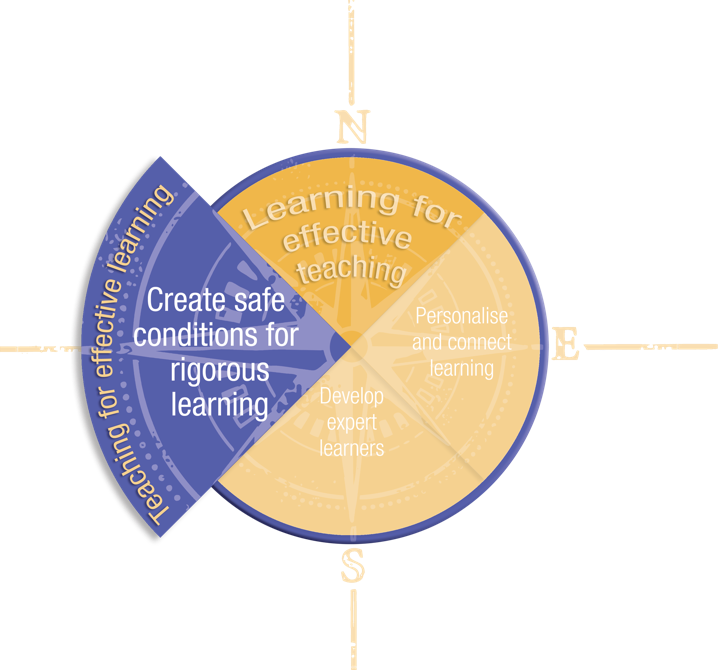 N
Learning for
effective
teaching
Teaching for effective learning
Create safe
conditions for
rigorous
learning
Personalise
and connect
learning
E
Develop
expert
learners
S